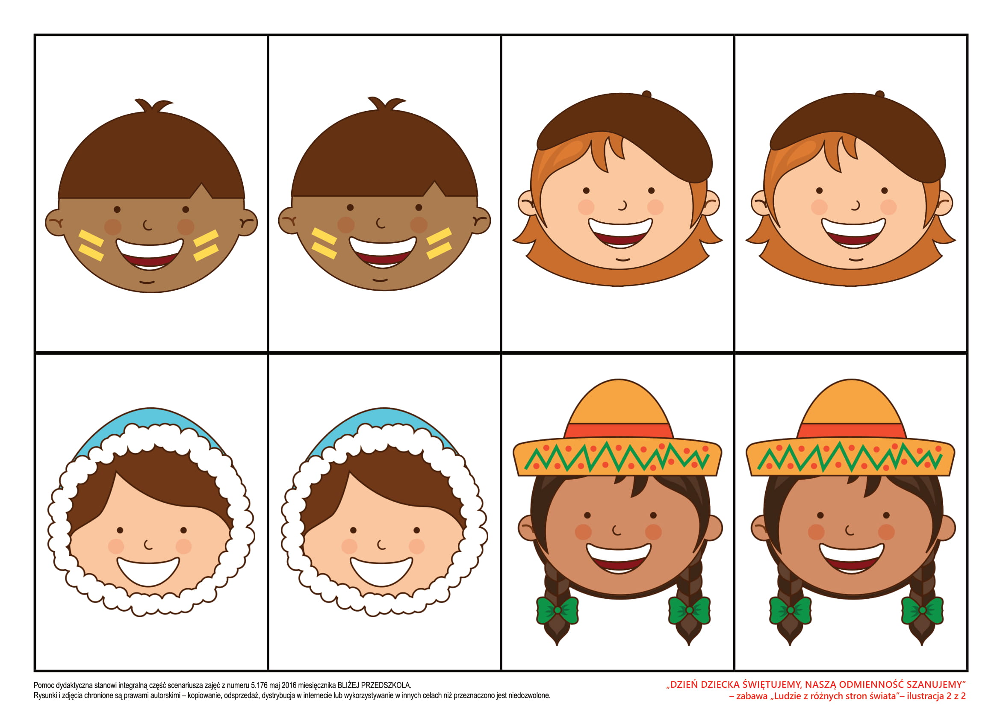 Pomoc dydaktyczna stanowi integralną część scenariusza zajęć z numeru 5.176 maj 2016 miesięcznika BLIŻEJ PRZEDSZKOLA.
Rysunki i zdjęcia chronione są prawami autorskimi – kopiowanie, odsprzedaż, dystrybucja w internecie lub wykorzystywanie w innych celach niż przeznaczono jest niedozwolone.
„DZIEŃ DZIECKA ŚWIĘTUJEMY, NASZĄ ODMIENNOŚĆ SZANUJEMY”
– zabawa „Ludzie z różnych stron świata”– ilustracja 2 z 2